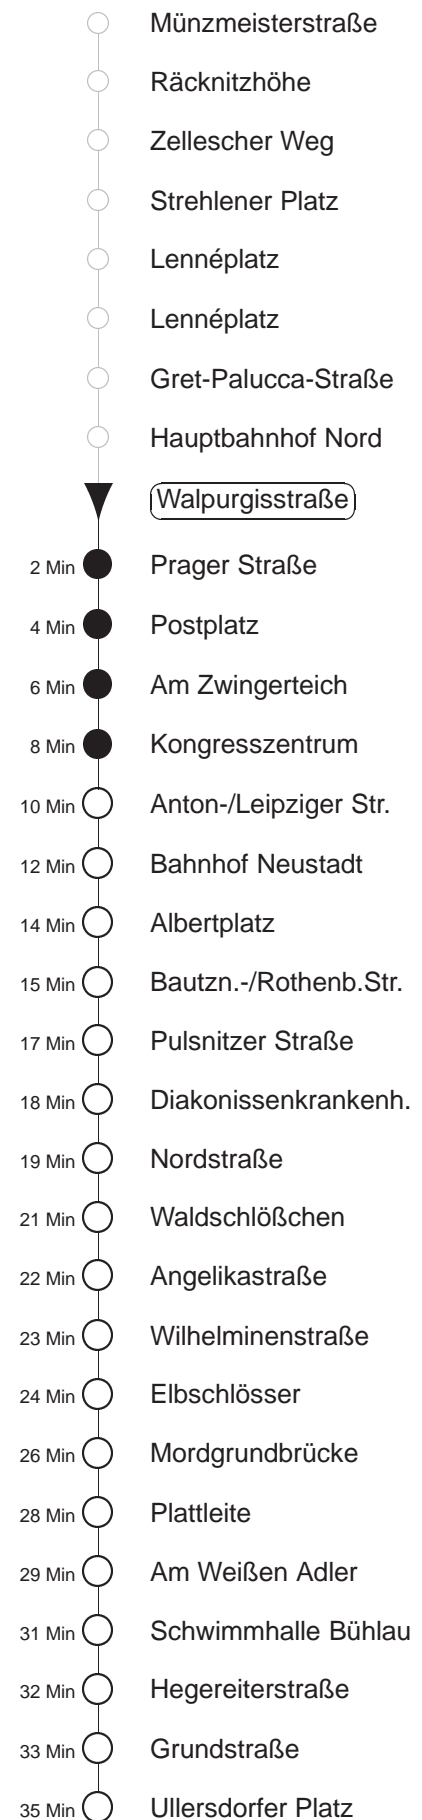 Münzmeisterstraße
Räcknitzhöhe
Zellescher Weg
Strehlener Platz
Lennéplatz
Lennéplatz
Gret-Palucca-Straße
Hauptbahnhof Nord
Walpurgisstraße
2 Min Prager Straße
4 Min Postplatz
6 Min Am Zwingerteich
8 Min Kongresszentrum
10 Min Anton-/Leipziger Str.
12 Min Bahnhof Neustadt
14 Min Albertplatz
15 Min Bautzn.-/Rothenb.Str.
17 Min Pulsnitzer Straße
18 Min Diakonissenkrankenh.
19 Min Nordstraße
21 Min Waldschlößchen
22 Min Angelikastraße
23 Min Wilhelminenstraße
24 Min Elbschlösser
26 Min Mordgrundbrücke
28 Min Plattleite
29 Min Am Weißen Adler
31 Min Schwimmhalle Bühlau
32 Min Hegereiterstraße
33 Min Grundstraße
35 Min Ullersdorfer Platz